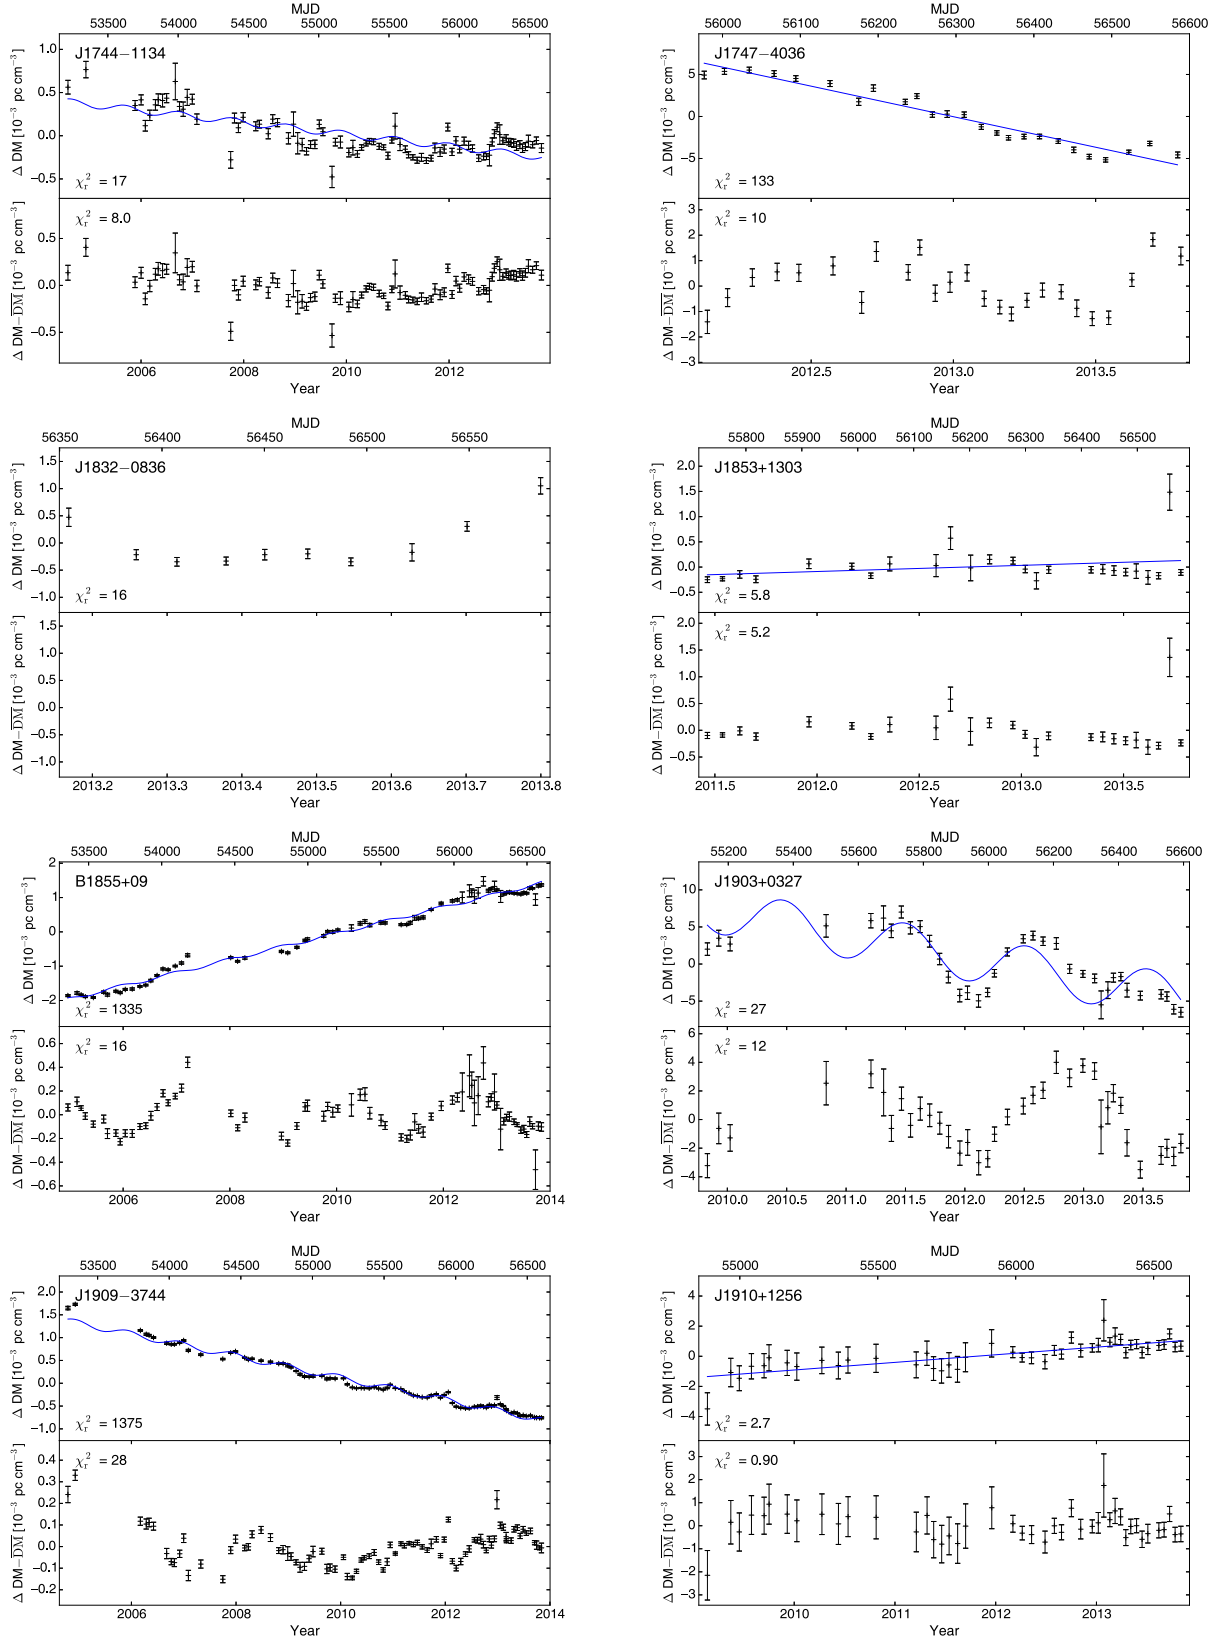 MJD
53500 54000 54500 55000 55500 56000 56500
J1744−1134
Δ DM [10⁻³ pc cm⁻³]
1.0
0.5
0.0
−0.5
χᵣ² = 17
χᵣ² = 8.0
Δ DM−DM [10⁻³ pc cm⁻³]
0.5
0.0
−0.5
2006 2008 2010 2012
Year
MJD
56000 56100 56200 56300 56400 56500 56600
J1747−4036
Δ DM [10⁻³ pc cm⁻³]
5
0
−5
χᵣ² = 133
χᵣ² = 10
Δ DM−DM [10⁻³ pc cm⁻³]
3
2
1
0
−1
−2
−3
2012.5 2013.0 2013.5
Year
MJD
56350 56400 56450 56500 56550
J1832−0836
Δ DM [10⁻³ pc cm⁻³]
1.5
1.0
0.5
0.0
−0.5
−1.0
χᵣ² = 16
Δ DM−DM [10⁻³ pc cm⁻³]
1.5
1.0
0.5
0.0
−0.5
−1.0
2013.2 2013.3 2013.4 2013.5 2013.6 2013.7 2013.8
Year
MJD
55800 55900 56000 56100 56200 56300 56400 56500
J1853+1303
Δ DM [10⁻³ pc cm⁻³]
2.0
1.5
1.0
0.5
0.0
−0.5
χᵣ² = 5.8
χᵣ² = 5.2
Δ DM−DM [10⁻³ pc cm⁻³]
2.0
1.5
1.0
0.5
0.0
−0.5
2011.5 2012.0 2012.5 2013.0 2013.5
Year
MJD
53500 54000 54500 55000 55500 56000 56500
B1855+09
Δ DM [10⁻³ pc cm⁻³]
2
1
0
−1
−2
χᵣ² = 1335
χᵣ² = 16
Δ DM−DM [10⁻³ pc cm⁻³]
0.6
0.4
0.2
0.0
−0.2
−0.4
−0.6
2006 2008 2010 2012 2014
Year
MJD
55200 55400 55600 55800 56000 56200 56400 56600
J1903+0327
Δ DM [10⁻³ pc cm⁻³]
10
5
0
−5
χᵣ² = 27
χᵣ² = 12
Δ DM−DM [10⁻³ pc cm⁻³]
6
4
2
0
−2
−4
2010.0 2010.5 2011.0 2011.5 2012.0 2012.5 2013.0 2013.5
Year
MJD
53500 54000 54500 55000 55500 56000 56500
J1909−3744
Δ DM [10⁻³ pc cm⁻³]
2.0
1.5
1.0
0.5
0.0
−0.5
−1.0
χᵣ² = 1375
χᵣ² = 28
Δ DM−DM [10⁻³ pc cm⁻³]
0.4
0.3
0.2
0.1
0.0
−0.1
−0.2
2006 2008 2010 2012 2014
Year
MJD
55000 55500 56000 56500
J1910+1256
Δ DM [10⁻³ pc cm⁻³]
4
2
0
−2
−4
χᵣ² = 2.7
χᵣ² = 0.90
Δ DM−DM [10⁻³ pc cm⁻³]
3
2
1
0
−1
−2
−3
2010 2011 2012 2013
Year